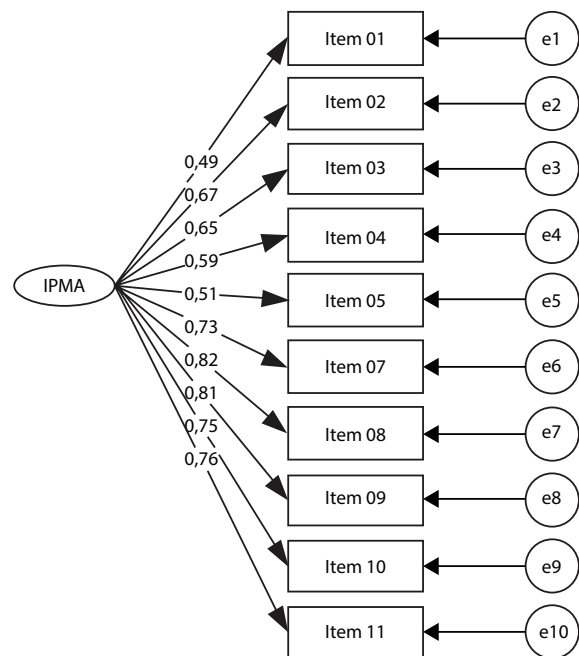 Item 01
e1
Item 02
e2
0,49
Item 03
e3
0,67
0,65
Item 04
e4
0,59
IPMA
0,51
Item 05
e5
0,73
0,82
Item 07
e6
0,81
0,75
Item 08
e7
0,76
Item 09
e8
Item 10
e9
Item 11
e10